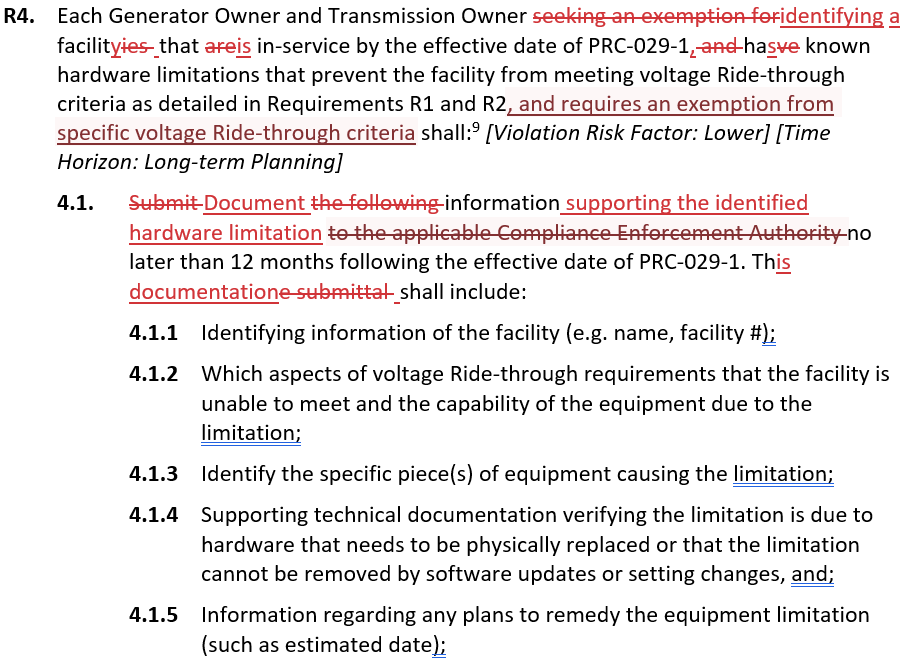 R4. Each Generator Owner and Transmission Owner seeking an exemption foridentifying a
facilityies that areis in-service by the effective date of PRC-029-1, and hasve known
hardware limitations that prevent the facility from meeting voltage Ride-through
criteria as detailed in Requirements R1 and R2, and requires an exemption from
specific voltage Ride-through criteria shall:9 [Violation Risk Factor: Lower] [Time
Horizon: Long-term Planning]
4.1. Submit Document the following information supporting the identified
hardware limitation to the applicable Compliance Enforcement Authority no
later than 12 months following the effective date of PRC-029-1. This
documentatione submittal shall include:
4.1.1 Identifying information of the facility (e.g. name, facility #);
4.1.2 Which aspects of voltage Ride-through requirements that the facility is
unable to meet and the capability of the equipment due to the
limitation;
4.1.3 Identify the specific piece(s) of equipment causing the limitation;
4.1.4 Supporting technical documentation verifying the limitation is due to
hardware that needs to be physically replaced or that the limitation
cannot be removed by software updates or setting changes, and;
4.1.5 Information regarding any plans to remedy the equipment limitation
(such as estimated date);